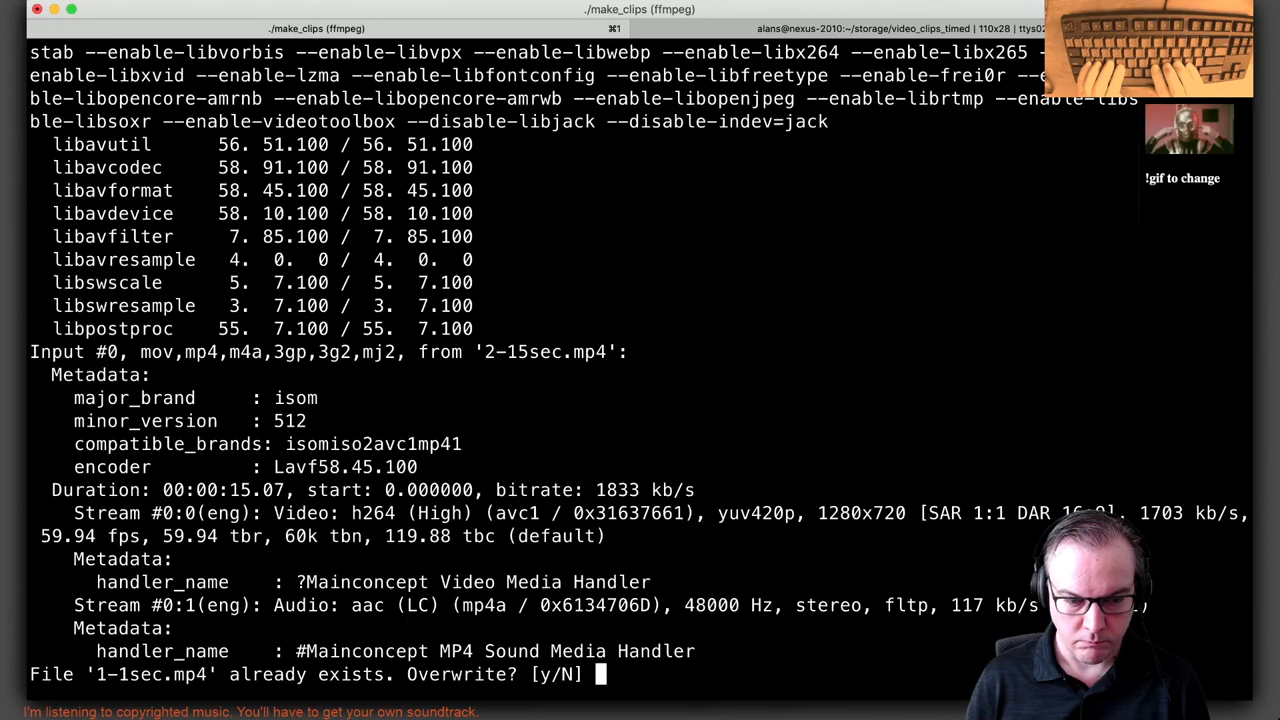 ./make_clips (ffmpeg)
./make_clips (ffmpeg) ⌘1 alans@nexus-2010:~/storage/video_clips_timed | 110x28 | ttys02
stab --enable-libvorbis --enable-libvpx --enable-libwebp --enable-libx264 --enable-libx265
enable-libxvid --enable-lzma --enable-libfontconfig --enable-libfreetype --enable-frei0r
ble-libopencore-amrnb --enable-libopencore-amrwb --enable-libopenjpeg --enable-librtmp --enable-libs
ble-libsoxr --enable-videotoolbox --disable-libjack --disable-indev=jack
!gif to change
libavutil 56. 51.100 / 56. 51.100
libavcodec 58. 91.100 / 58. 91.100
libavformat 58. 45.100 / 58. 45.100
libavdevice 58. 10.100 / 58. 10.100
libavfilter 7. 85.100 / 7. 85.100
libavresample 4. 0. 0 / 4. 0. 0
libswscale 5. 7.100 / 5. 7.100
libswresample 3. 7.100 / 3. 7.100
libpostproc 55. 7.100 / 55. 7.100
Input #0, mov,mp4,m4a,3gp,3g2,mj2, from '2-15sec.mp4':
Metadata:
major_brand : isom
minor_version : 512
compatible_brands: isomiso2avc1mp41
encoder : Lavf58.45.100
Duration: 00:00:15.07, start: 0.000000, bitrate: 1833 kb/s
Stream #0:0(eng): Video: h264 (High) (avc1 / 0x31637661), yuv420p, 1280x720 [SAR 1:1 DAR 16:9], 1703 kb/s,
59.94 fps, 59.94 tbr, 60k tbn, 119.88 tbc (default)
Metadata:
handler_name : ?Mainconcept Video Media Handler
Stream #0:1(eng): Audio: aac (LC) (mp4a / 0x6134706D), 48000 Hz, stereo, fltp, 117 kb/s
Metadata:
handler_name : #Mainconcept MP4 Sound Media Handler
File '1-1sec.mp4' already exists. Overwrite? [y/N]
I'm listening to copyrighted music. You'll have to get your own soundtrack.